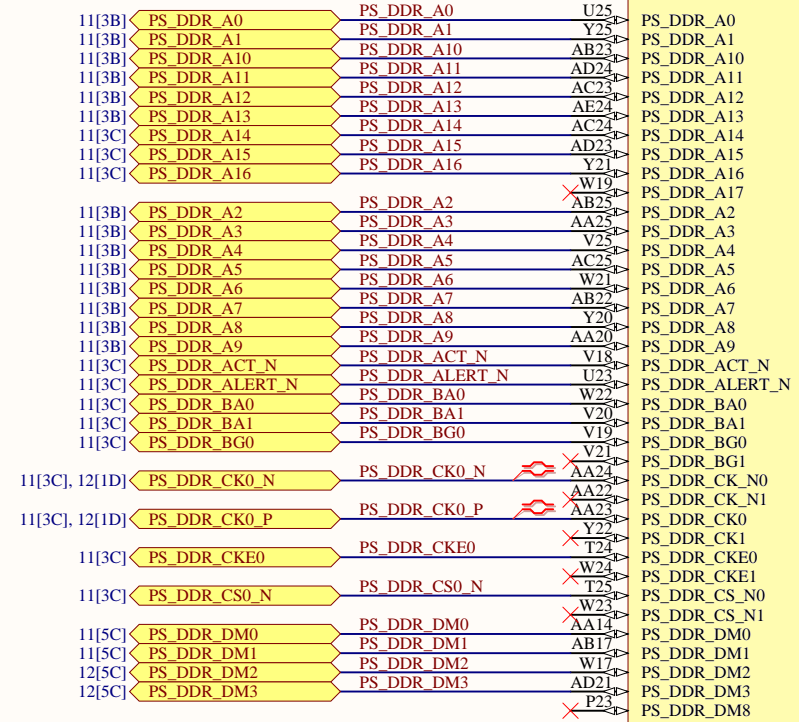 11[3B] PS_DDR_A0 PS_DDR_A0 U25 PS_DDR_A0
11[3B] PS_DDR_A1 PS_DDR_A1 Y25 PS_DDR_A1
11[3B] PS_DDR_A10 PS_DDR_A10 AB23 PS_DDR_A10
11[3B] PS_DDR_A11 PS_DDR_A11 AD24 PS_DDR_A11
11[3B] PS_DDR_A12 PS_DDR_A12 AC23 PS_DDR_A12
11[3B] PS_DDR_A13 PS_DDR_A13 AE24 PS_DDR_A13
11[3C] PS_DDR_A14 PS_DDR_A14 AC24 PS_DDR_A14
11[3C] PS_DDR_A15 PS_DDR_A15 AD23 PS_DDR_A15
11[3C] PS_DDR_A16 PS_DDR_A16 Y21 PS_DDR_A16
W19 PS_DDR_A17
11[3B] PS_DDR_A2 PS_DDR_A2 AB25 PS_DDR_A2
11[3B] PS_DDR_A3 PS_DDR_A3 AA25 PS_DDR_A3
11[3B] PS_DDR_A4 PS_DDR_A4 V25 PS_DDR_A4
11[3B] PS_DDR_A5 PS_DDR_A5 AC25 PS_DDR_A5
11[3B] PS_DDR_A6 PS_DDR_A6 W21 PS_DDR_A6
11[3B] PS_DDR_A7 PS_DDR_A7 AB22 PS_DDR_A7
11[3B] PS_DDR_A8 PS_DDR_A8 Y20 PS_DDR_A8
11[3B] PS_DDR_A9 PS_DDR_A9 AA20 PS_DDR_A9
11[3C] PS_DDR_ACT_N PS_DDR_ACT_N V18 PS_DDR_ACT_N
11[3C] PS_DDR_ALERT_N PS_DDR_ALERT_N U23 PS_DDR_ALERT_N
11[3C] PS_DDR_BA0 PS_DDR_BA0 W22 PS_DDR_BA0
11[3C] PS_DDR_BA1 PS_DDR_BA1 V20 PS_DDR_BA1
11[3C] PS_DDR_BG0 PS_DDR_BG0 V19 PS_DDR_BG0
V21 PS_DDR_BG1
11[3C], 12[1D] PS_DDR_CK0_N PS_DDR_CK0_N AA24 PS_DDR_CK_N0
AA22 PS_DDR_CK_N1
11[3C], 12[1D] PS_DDR_CK0_P PS_DDR_CK0_P AA23 PS_DDR_CK0
Y22 PS_DDR_CK1
11[3C] PS_DDR_CKE0 PS_DDR_CKE0 T24 PS_DDR_CKE0
W24 PS_DDR_CKE1
11[3C] PS_DDR_CS0_N PS_DDR_CS0_N T25 PS_DDR_CS_N0
W23 PS_DDR_CS_N1
11[5C] PS_DDR_DM0 PS_DDR_DM0 AA14 PS_DDR_DM0
11[5C] PS_DDR_DM1 PS_DDR_DM1 AB17 PS_DDR_DM1
12[5C] PS_DDR_DM2 PS_DDR_DM2 W17 PS_DDR_DM2
12[5C] PS_DDR_DM3 PS_DDR_DM3 AD21 PS_DDR_DM3
P23 PS_DDR_DM8